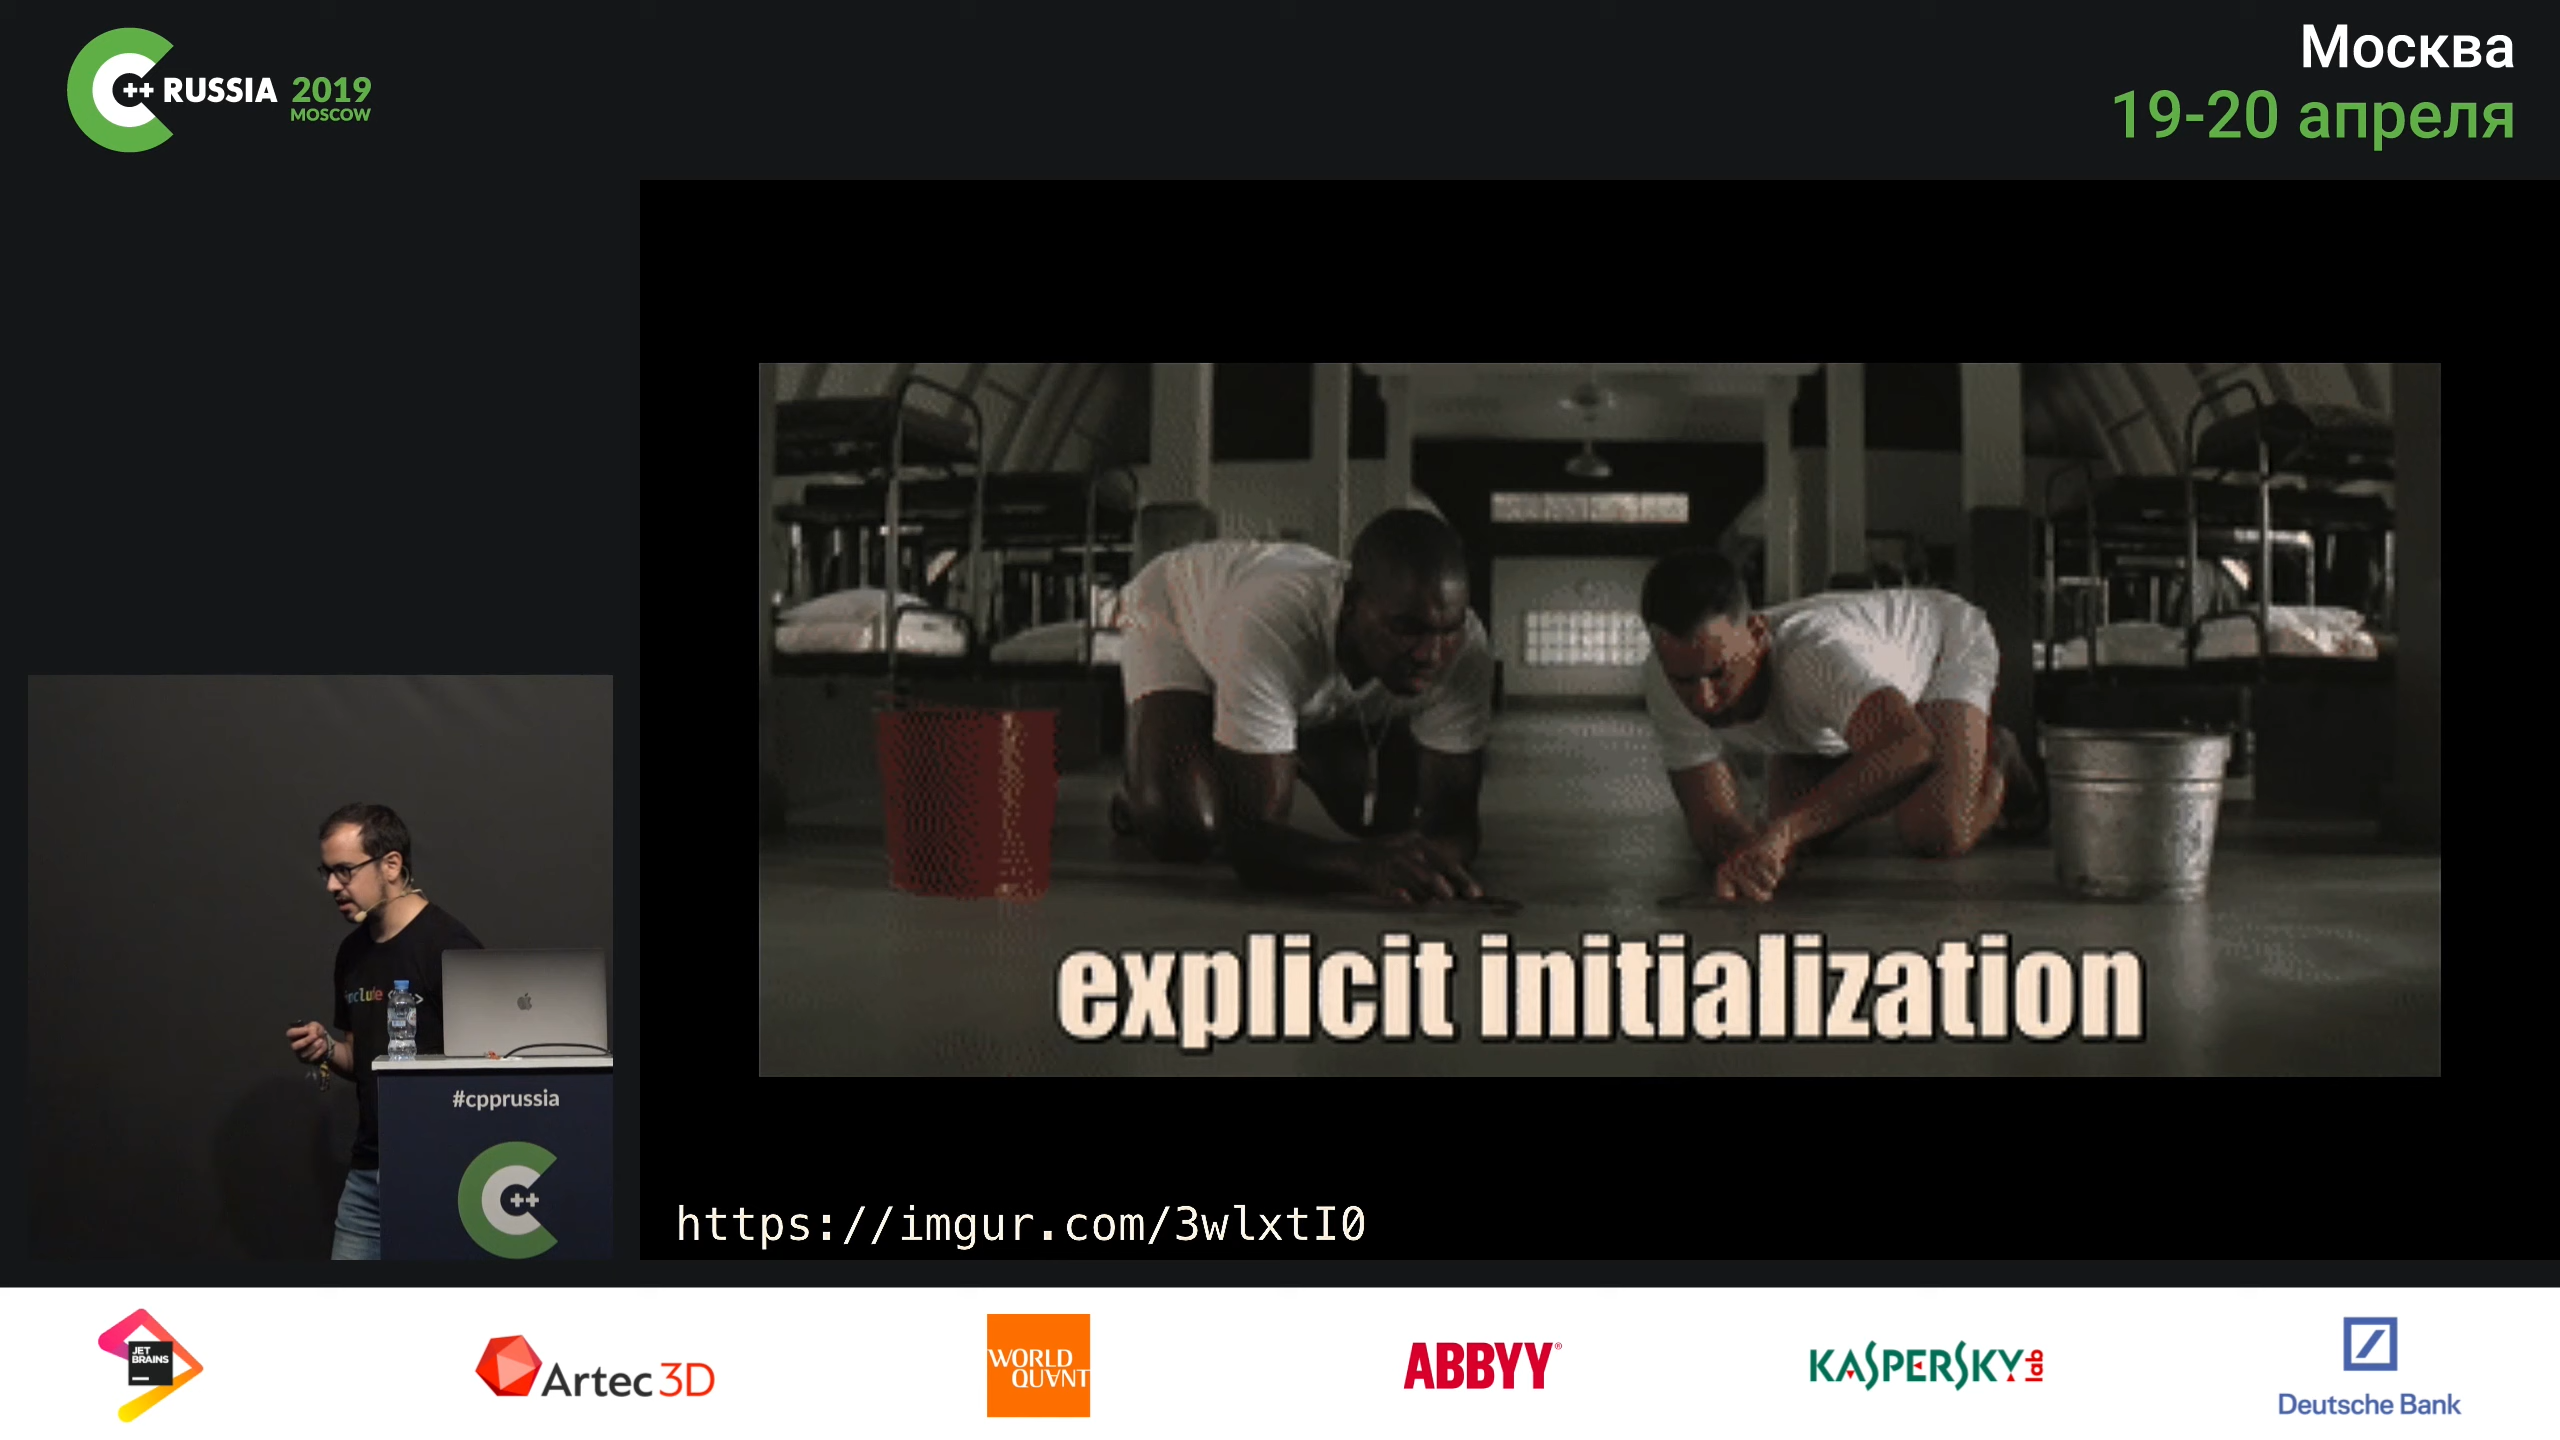 C++ RUSSIA 2019
MOSCOW
Москва
19-20 апреля
explicit initialization
https://imgur.com/3wlxtI0
#cpprussia
C++
JET
BRAINS
Artec 3D
WORLD
QUANT
ABBYY®
KASPERSKY lab
Deutsche Bank